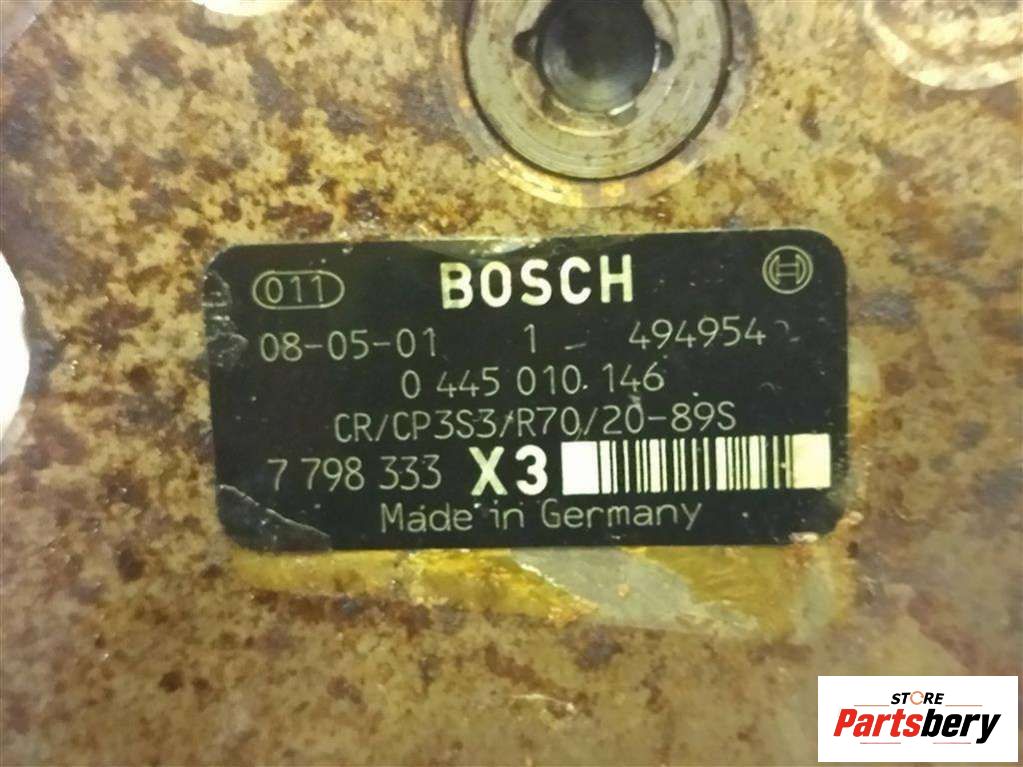 011 BOSCH
08-05-01 1 494954
0 445 010 146
CR/CP3S3/R70/20-89S
7 798 333 X3
Made in Germany
STORE
Partsbery